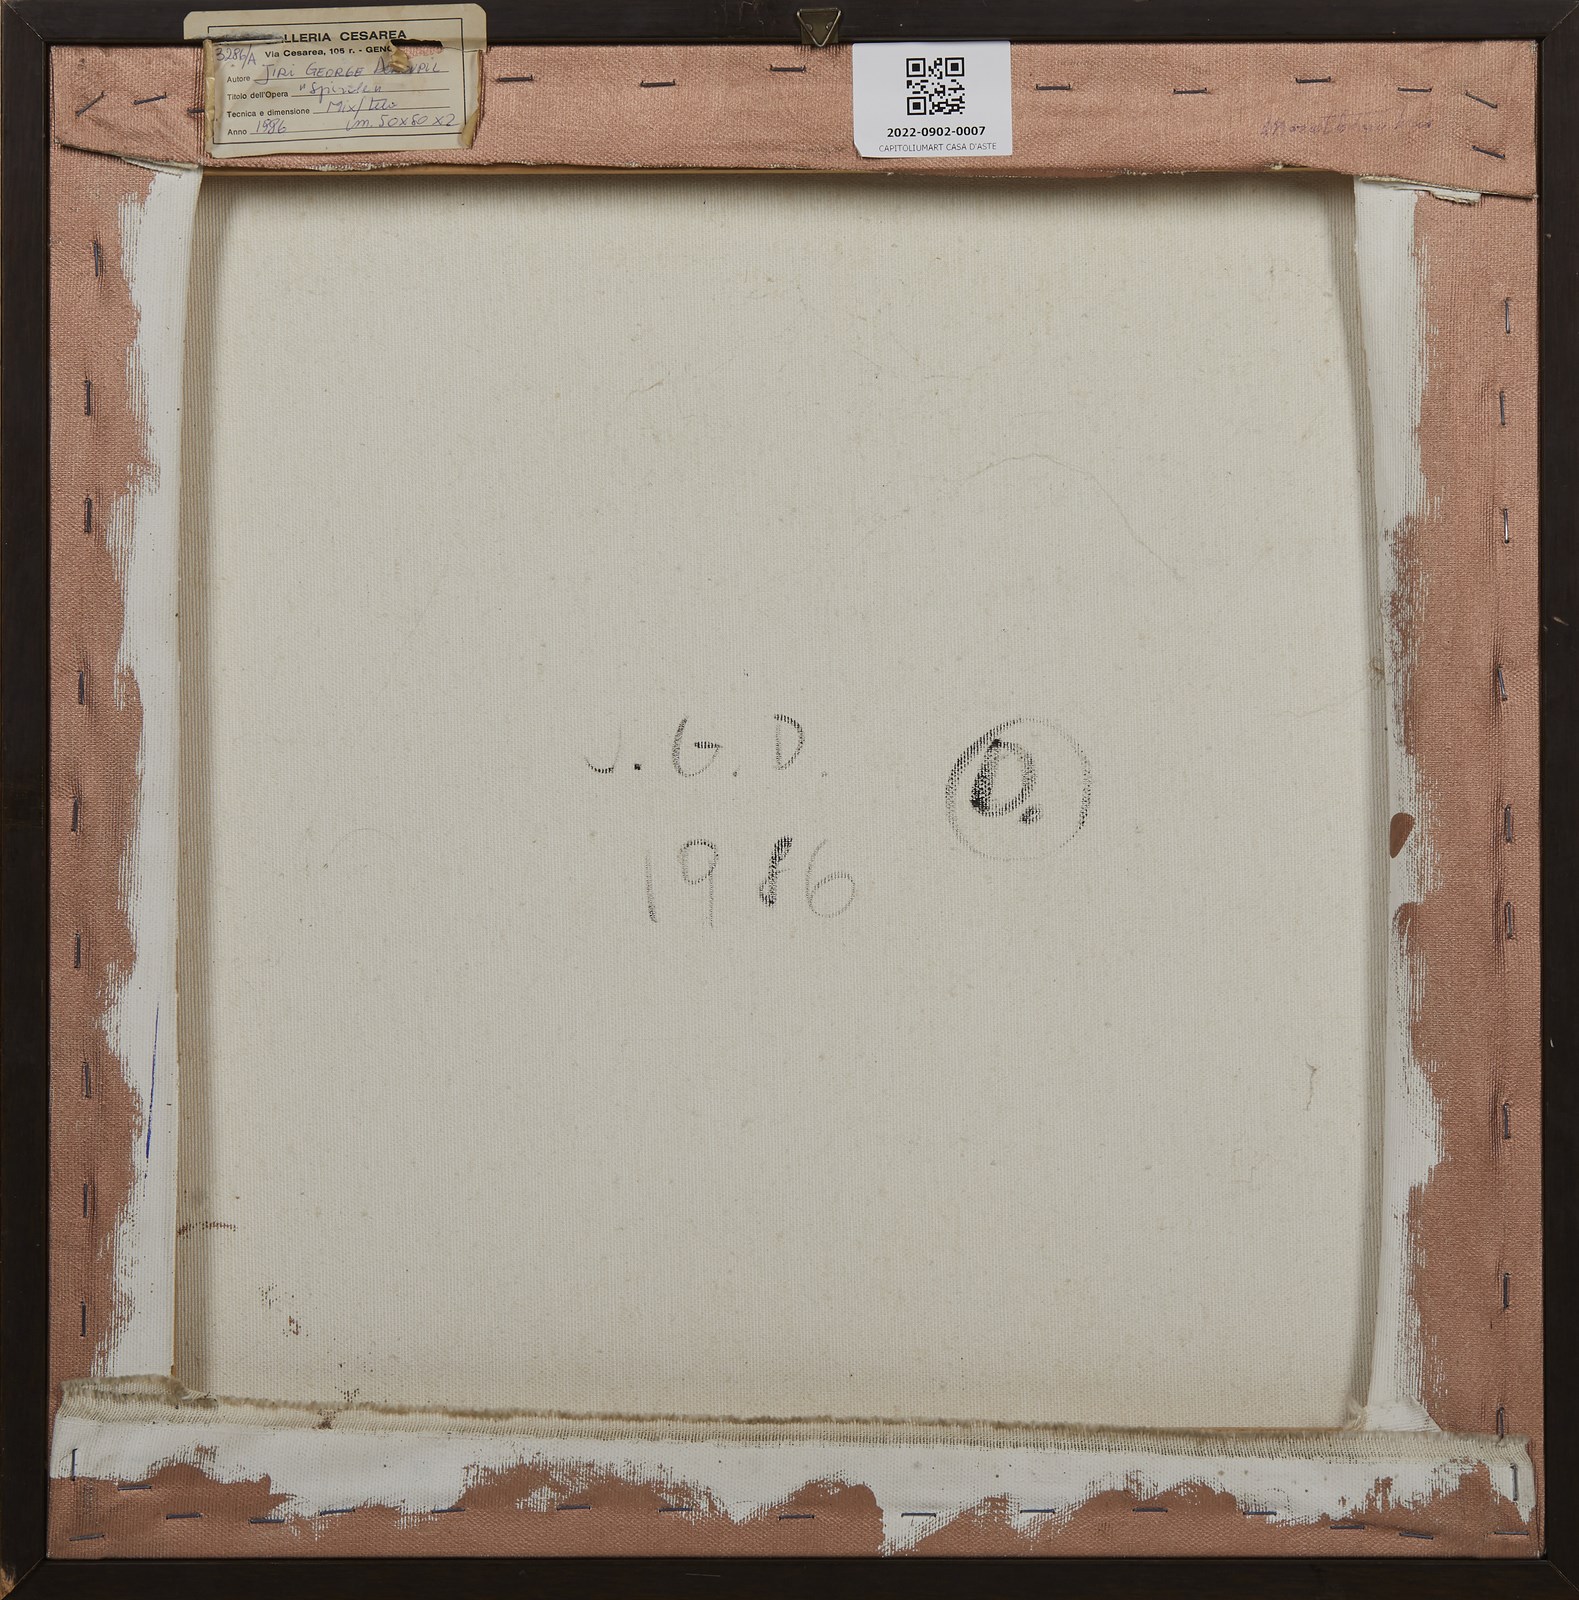 LLERIA CESAREA
3286/A Via Cesarea, 105 r. - GENO
Autore JIRI GEORGE
Titolo dell'Opera "Spirale"
Tecnica e dimensione Mix/tela
Anno 1986 cm. 50x50 x2
2022-0902-0007
CAPITOLIUMART CASA D'ASTE
J. G. D.
D.
1986